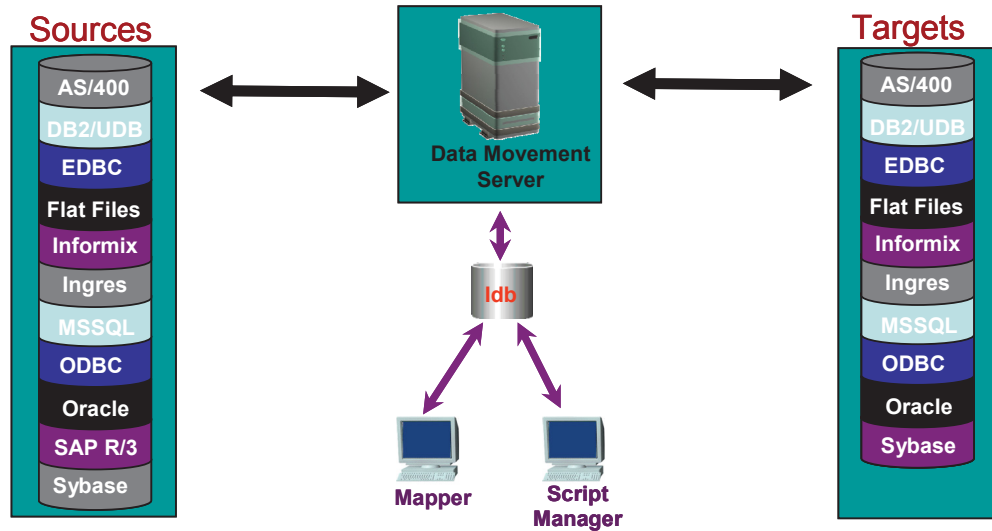 Sources
AS/400
DB2/UDB
EDBC
Flat Files
Informix
Ingres
MSSQL
ODBC
Oracle
SAP R/3
Sybase
Data Movement
Server
Idb
Mapper
Script
Manager
Targets
AS/400
DB2/UDB
EDBC
Flat Files
Informix
Ingres
MSSQL
ODBC
Oracle
Sybase